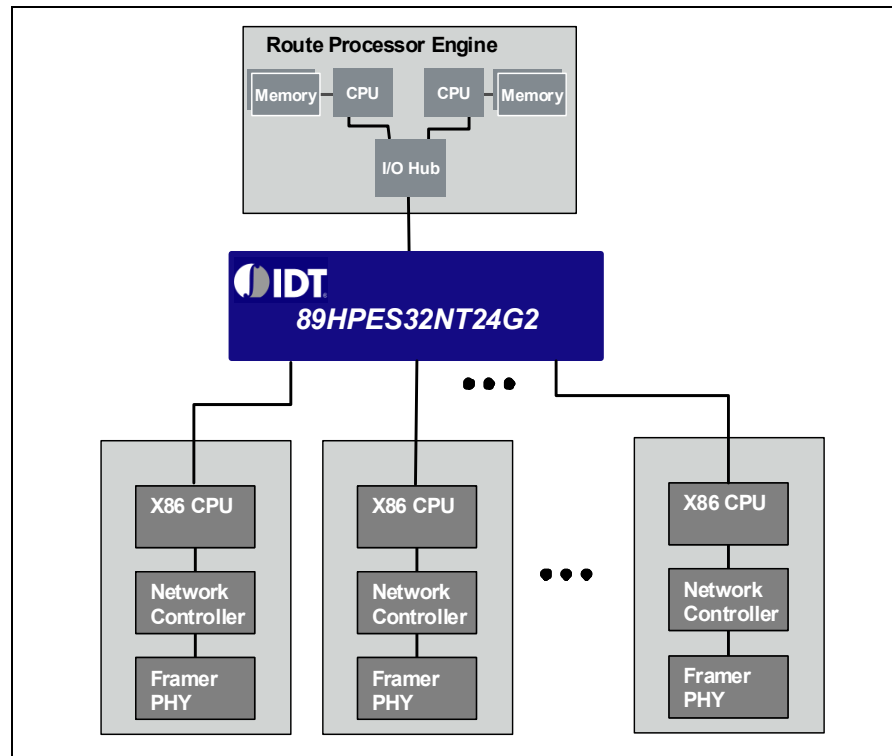 Route Processor Engine
Memory
CPU
CPU
Memory
I/O Hub
IDT
89HPES32NT24G2
X86 CPU
Network
Controller
Framer
PHY
X86 CPU
Network
Controller
Framer
PHY
X86 CPU
Network
Controller
Framer
PHY